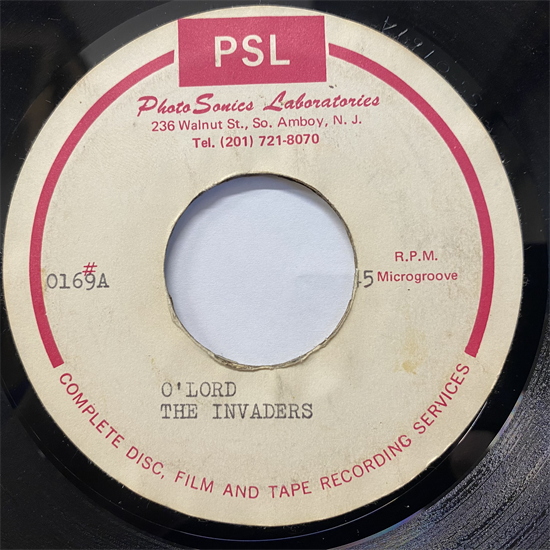 PSL
PhotoSonics Laboratories
236 Walnut St., So. Amboy, N. J.
Tel. (201) 721-8070
#
0169A
R.P.M.
45 Microgroove
O'LORD
THE INVADERS
COMPLETE DISC, FILM AND TAPE RECORDING SERVICES